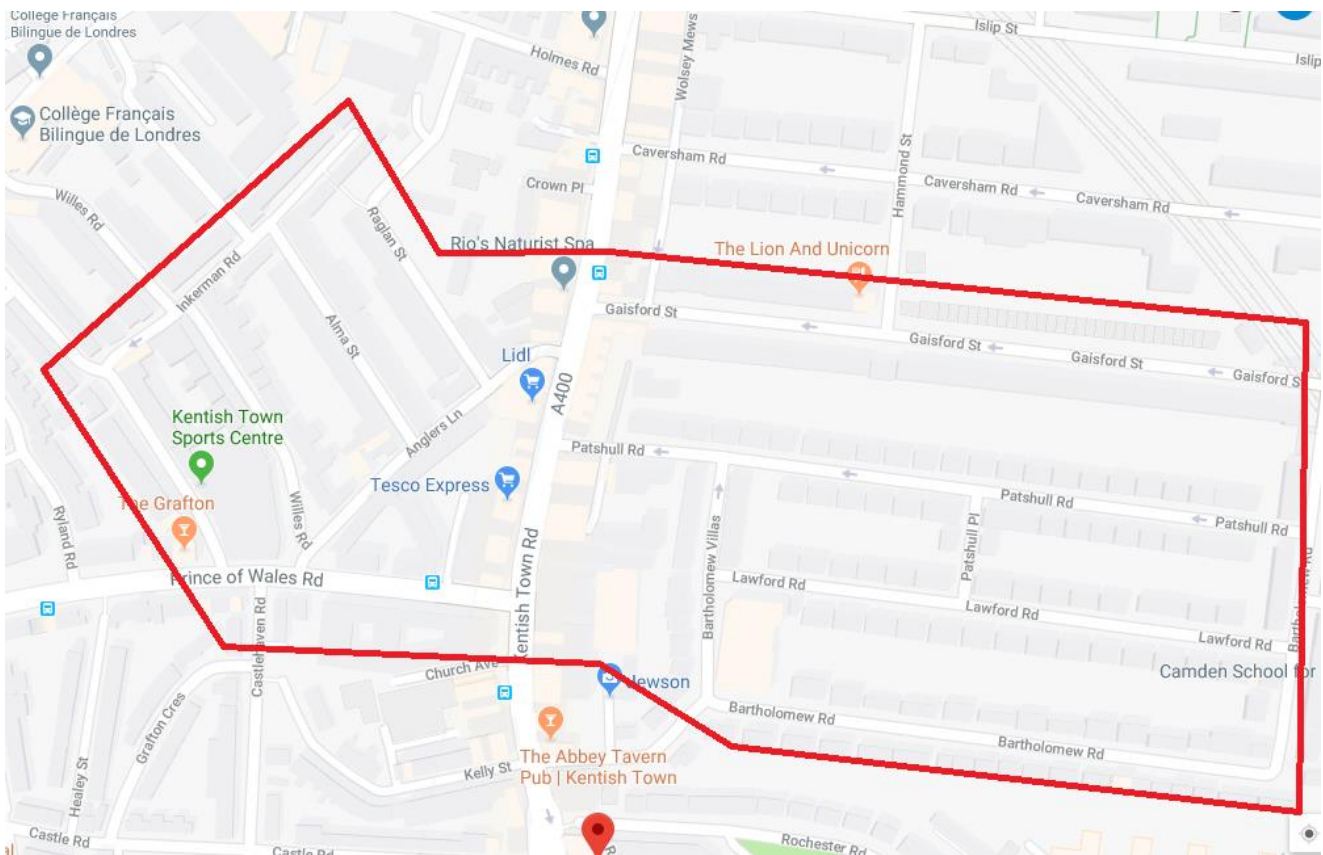 College Français
Bilingue de Londres
Collège Français
Bilingue de Londres
Holmes Rd
Wolsey Mews
Islip St
Islip
Caversham Rd
Hammond St
Caversham Rd
Caversham Rd
Willes Rd
Crown Pl
Raglan St
Rio's Naturist Spa
The Lion And Unicorn
Inkerman Rd
Alma St
Gaisford St
Gaisford St
Gaisford St
Gaisford S
Lidl
A400
Anglers Ln
Kentish Town
Sports Centre
Patshull Rd
Tesco Express
Patshull Rd
Patshull Rd
The Grafton
Willes Rd
Ryland Rd
Patshull Pl
Bartholomew Villas
Prince of Wales Rd
Kentish Town Rd
Lawford Rd
Lawford Rd
Lawford Rd
Bartholomew Rd
Castlehaven Rd
Church Ave
Camden School for
Grafton Cres
Bartholomew Rd
Bartholomew Rd
The Abbey Tavern
Pub | Kentish Town
Kelly St
Healey St
Castle Rd
Castle Rd
Rochester Rd